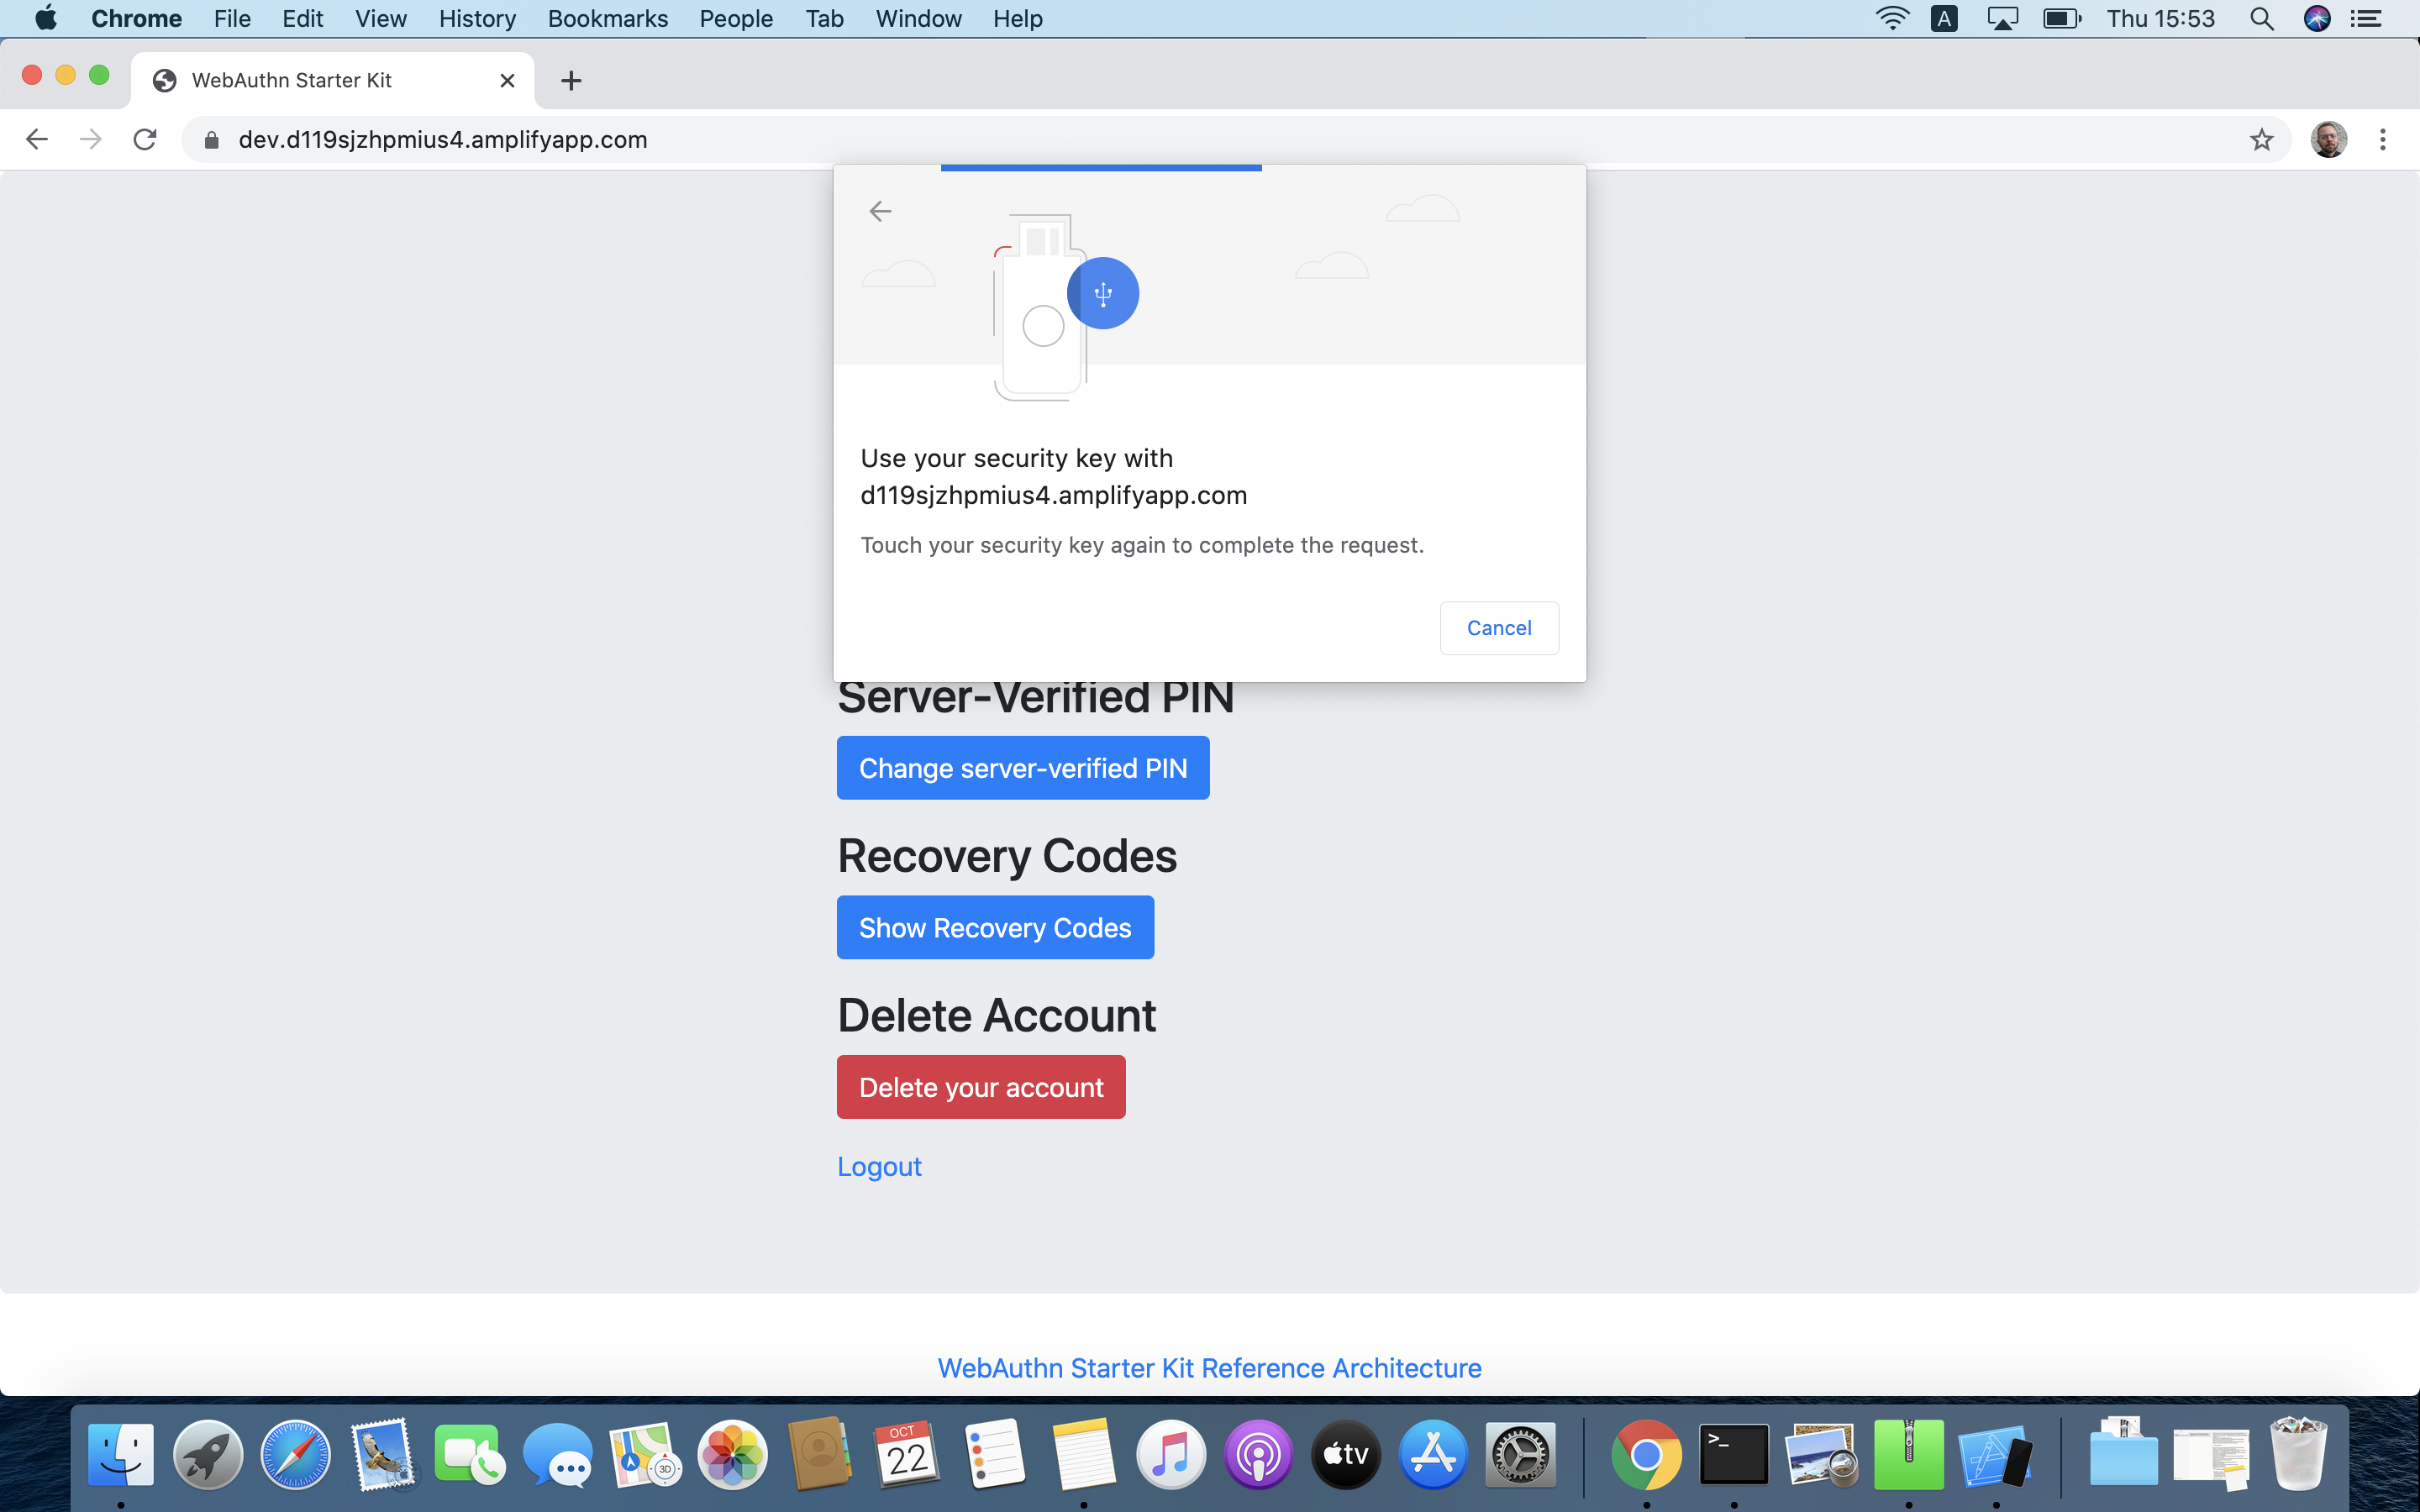 Chrome File Edit View History Bookmarks People Tab Window Help A Thu 15:53
WebAuthn Starter Kit
dev.d119sjzhpmius4.amplifyapp.com
Use your security key with
d119sjzhpmius4.amplifyapp.com
Touch your security key again to complete the request.
Cancel
Server-Verified PIN
Change server-verified PIN
Recovery Codes
Show Recovery Codes
Delete Account
Delete your account
Logout
WebAuthn Starter Kit Reference Architecture
OCT
22
3D
tv
>_